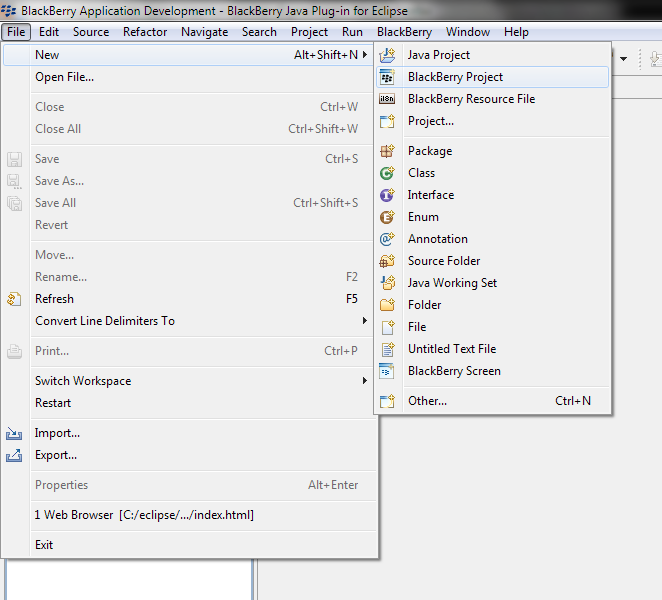 BlackBerry Application Development - BlackBerry Java Plug-in for Eclipse
File Edit Source Refactor Navigate Search Project Run BlackBerry Window Help
New Alt+Shift+N
Open File...
Close Ctrl+W
Close All Ctrl+Shift+W
Save Ctrl+S
Save As...
Save All Ctrl+Shift+S
Revert
Move...
Rename... F2
Refresh F5
Convert Line Delimiters To
Print... Ctrl+P
Switch Workspace
Restart
Import...
Export...
Properties Alt+Enter
1 Web Browser [C:/eclipse/.../index.html]
Exit
Java Project
BlackBerry Project
i18n BlackBerry Resource File
Project...
Package
Class
Interface
Enum
Annotation
Source Folder
Java Working Set
Folder
File
Untitled Text File
BlackBerry Screen
Other... Ctrl+N